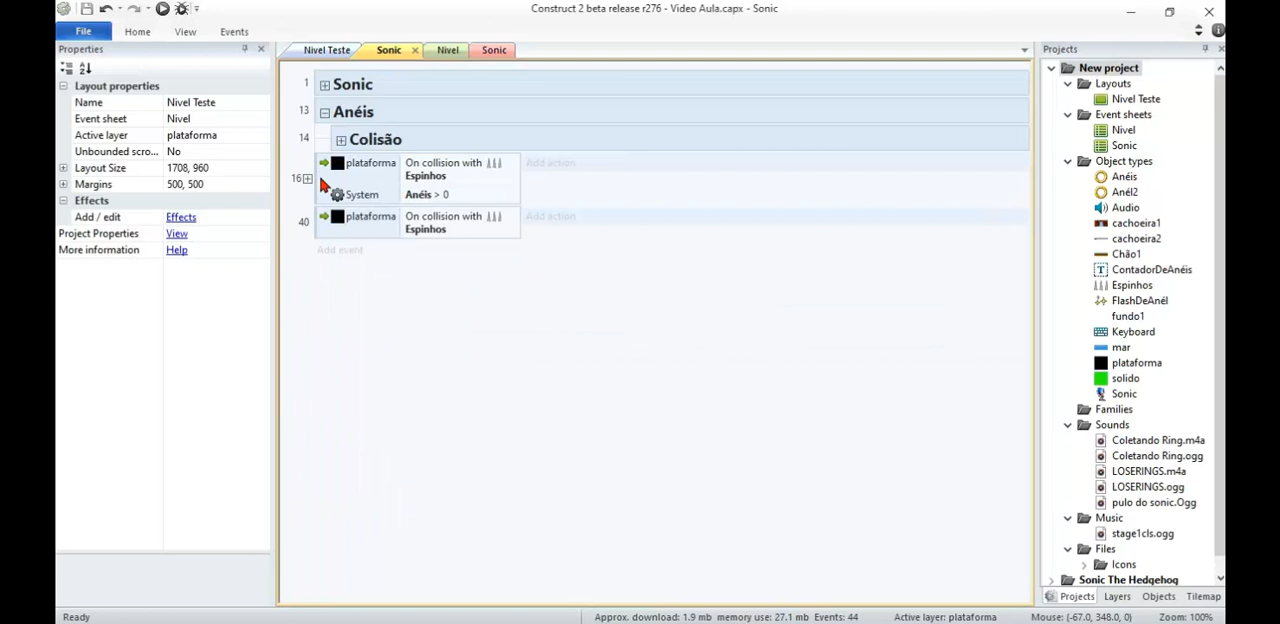 Construct 2 beta release r276 - Video Aula.capx - Sonic
File
Home
View
Events
Properties
Layout properties
Name Nivel Teste
Event sheet Nivel
Active layer plataforma
Unbounded scro... No
Layout Size 1708, 960
Margins 500, 500
Effects
Add / edit Effects
Project Properties View
More information Help
Nivel Teste
Sonic
Nivel
Sonic
1 Sonic
13 Anéis
14 Colisão
plataforma On collision with
Espinhos
Add action
16
System Anéis > 0
40 plataforma On collision with
Espinhos
Add action
Add event
Projects
New project
Layouts
Nivel Teste
Event sheets
Nivel
Sonic
Object types
Anéis
Anél2
Audio
cachoeira1
cachoeira2
Chão1
ContadorDeAnéis
Espinhos
FlashDeAnél
fundo1
Keyboard
mar
plataforma
solido
Sonic
Families
Sounds
Coletando Ring.m4a
Coletando Ring.ogg
LOSERINGS.m4a
LOSERINGS.ogg
pulo do sonic.Ogg
Music
stage1cls.ogg
Files
Icons
Sonic The Hedgehog
Projects Layers Objects Tilemap
Ready
Approx. download: 1.9 mb memory use: 27.1 mb Events: 44
Active layer: plataforma
Mouse: (-67.0, 348.0, 0)
Zoom: 100%